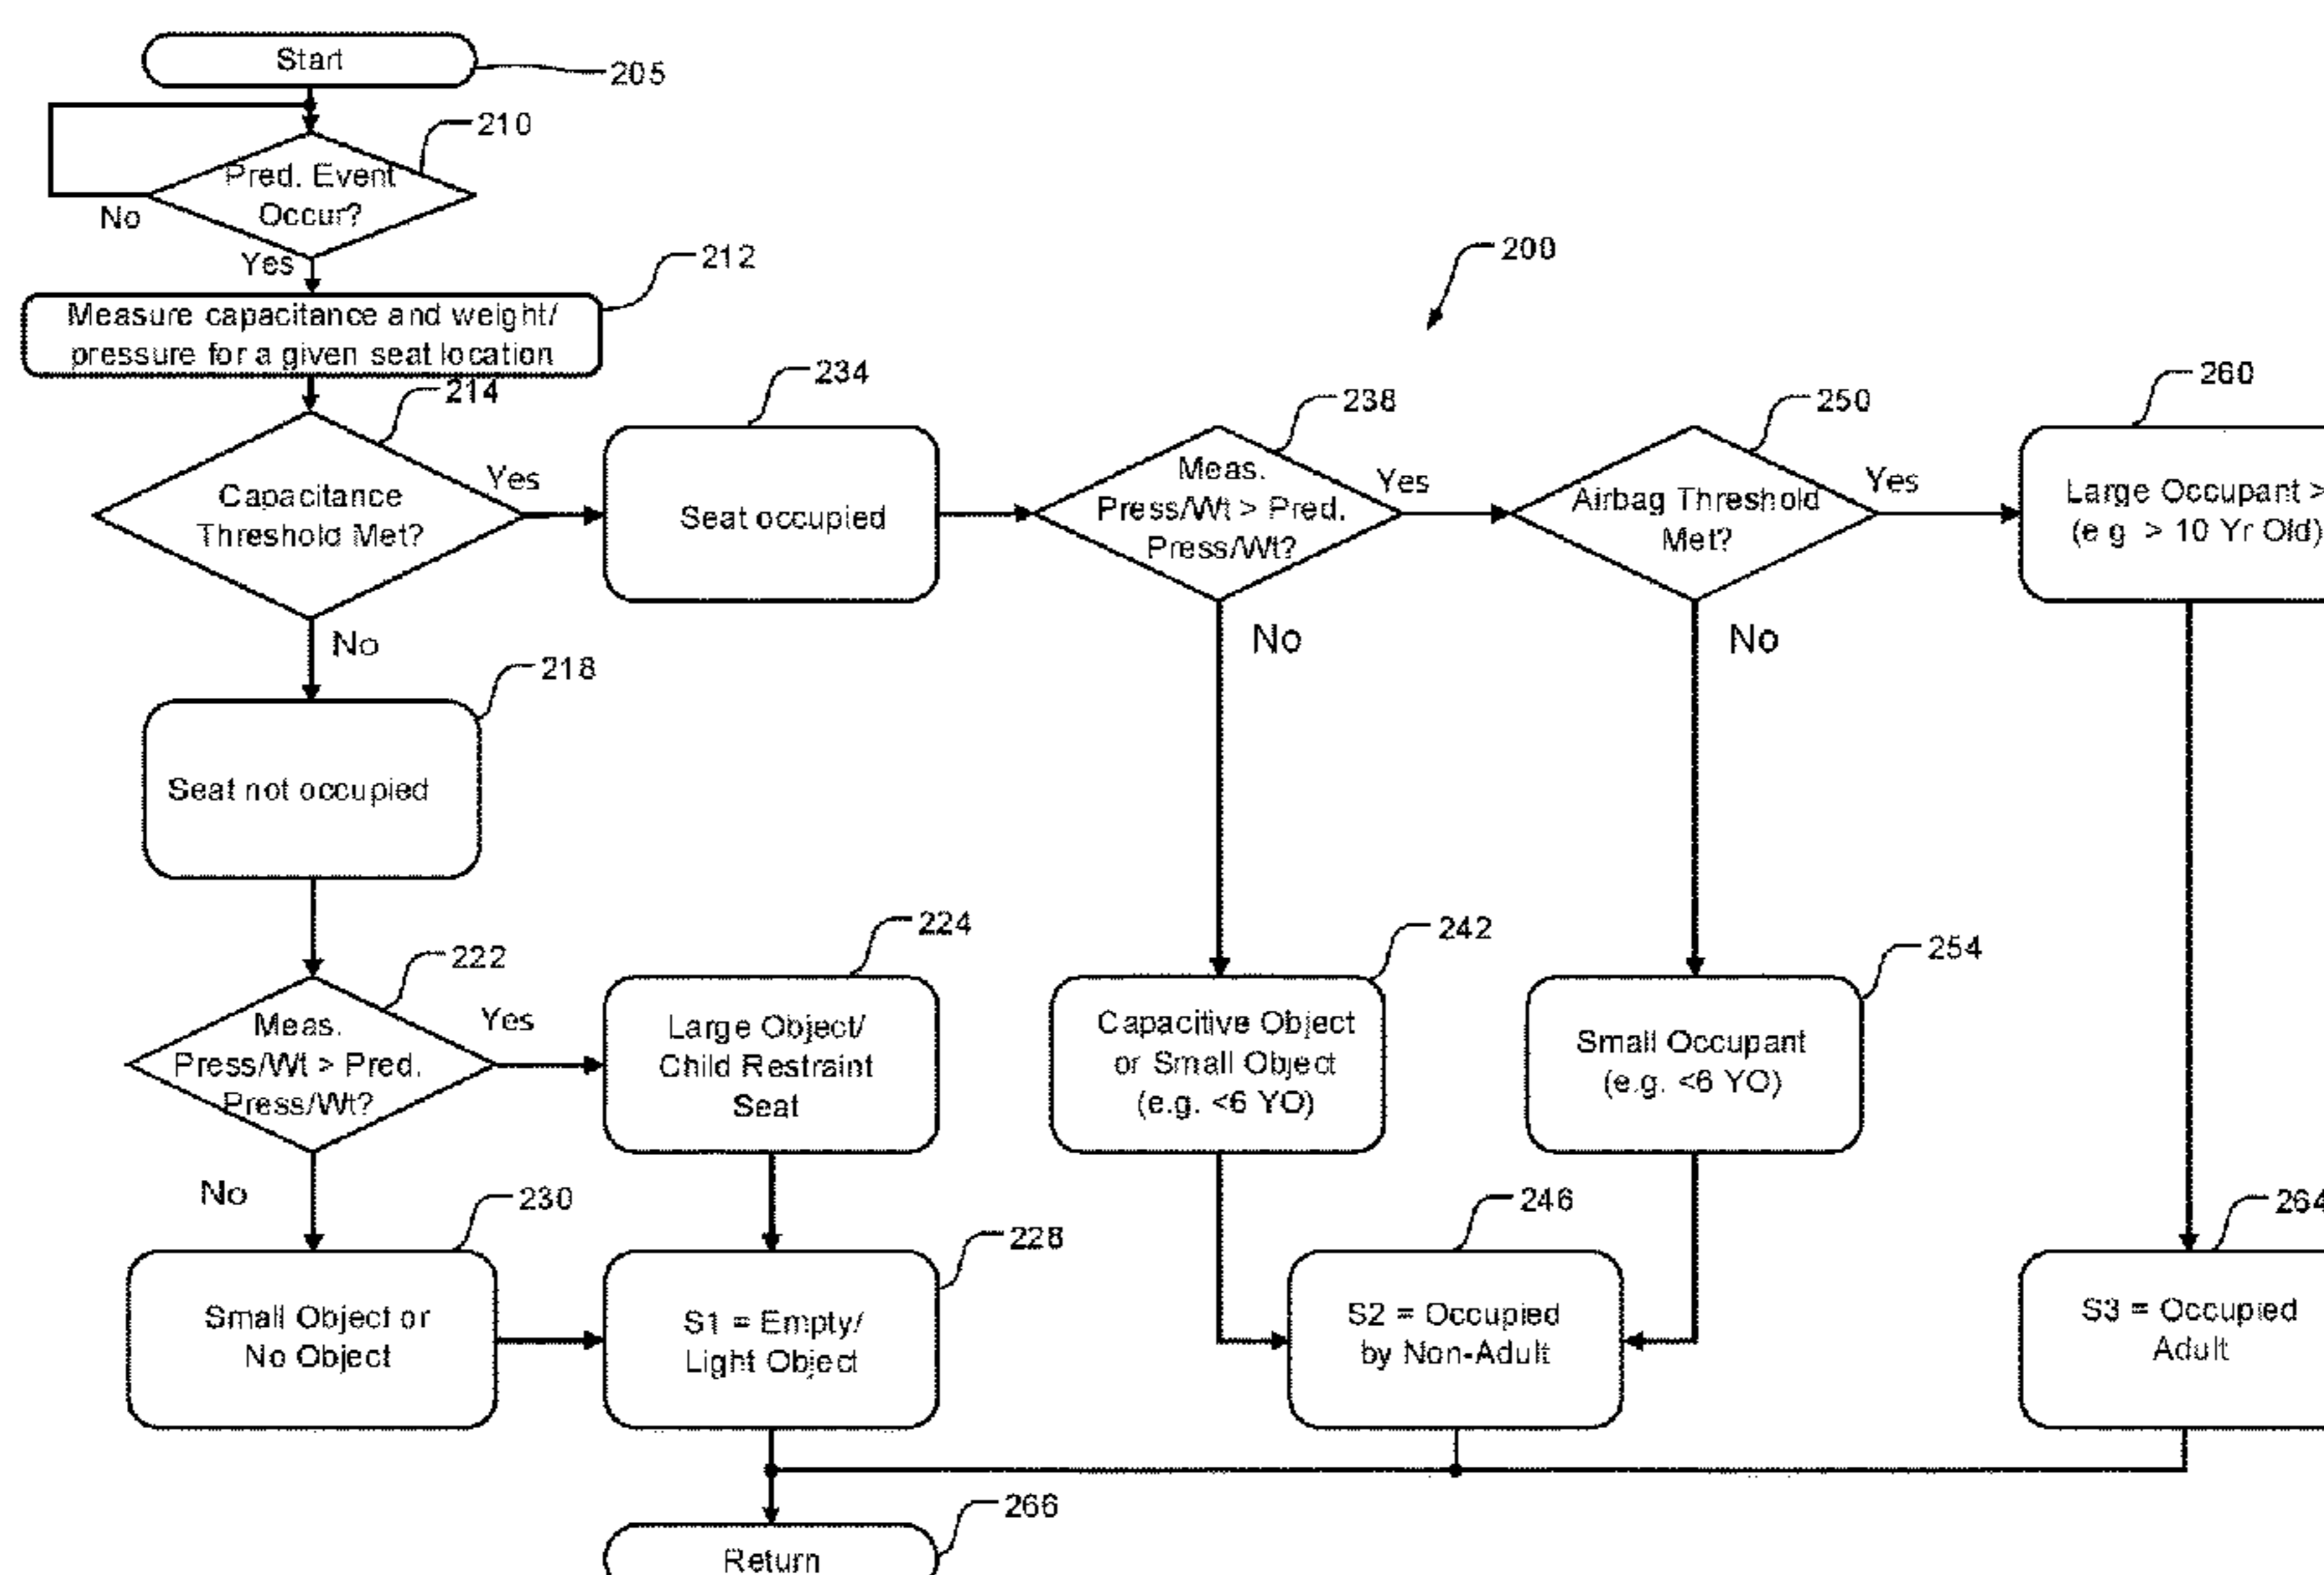 Start
205
210
Pred. Event
Occur?
No
Yes
212
Measure capacitance and weight/
pressure for a given seat location
200
214
Capacitance
Threshold Met?
Yes
No
234
Seat occupied
238
Meas.
Press/Wt > Pred.
Press/Wt?
Yes
No
250
Airbag Threshold
Met?
Yes
No
260
Large Occupant >
(e g > 10 Yr Old)
218
Seat not occupied
222
Meas.
Press/Wt > Pred.
Press/Wt?
Yes
No
224
Large Object/
Child Restraint
Seat
242
Capacitive Object
or Small Object
(e.g. <6 YO)
254
Small Occupant
(e.g. <6 YO)
230
Small Object or
No Object
228
S1 = Empty/
Light Object
246
S2 = Occupied
by Non-Adult
264
S3 = Occupied
Adult
266
Return